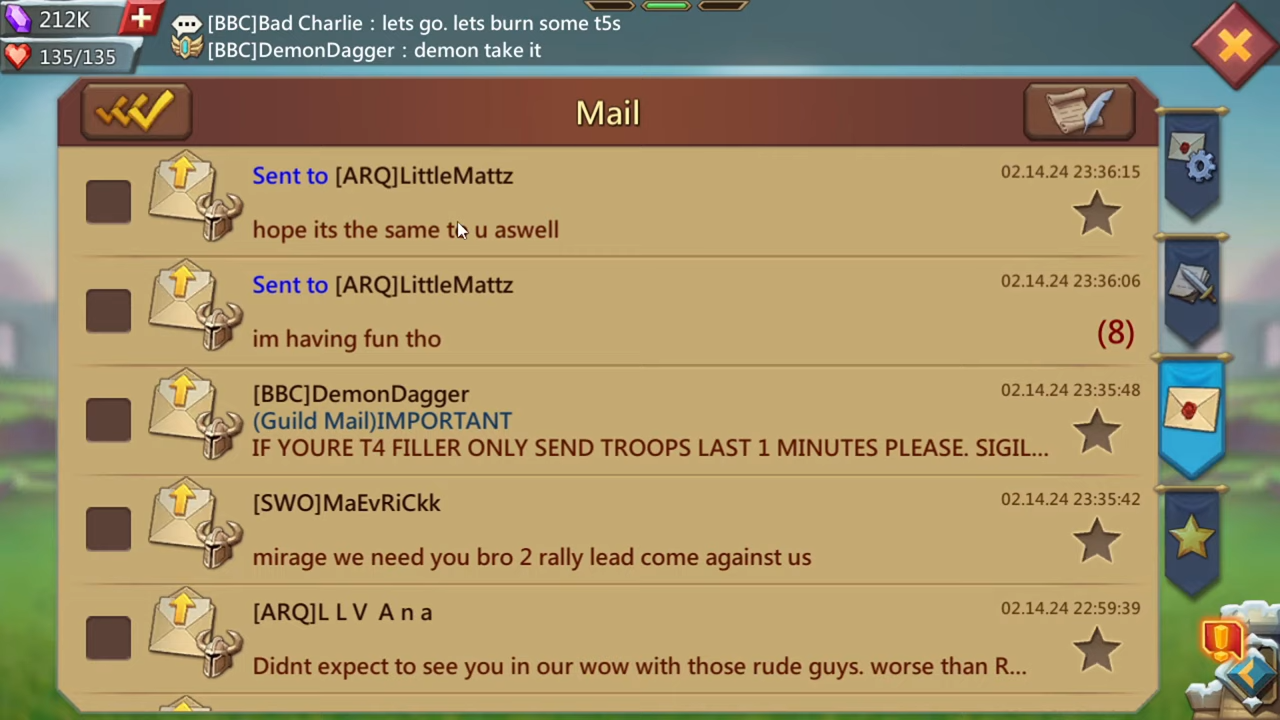 212K
[BBC]Bad Charlie : lets go. lets burn some t5s
135/135
[BBC]DemonDagger : demon take it
Mail
Sent to [ARQ]LittleMattz
02.14.24 23:36:15
hope its the same to u aswell
Sent to [ARQ]LittleMattz
02.14.24 23:36:06
im having fun tho
(8)
[BBC]DemonDagger
02.14.24 23:35:48
(Guild Mail)IMPORTANT
IF YOURE T4 FILLER ONLY SEND TROOPS LAST 1 MINUTES PLEASE. SIGIL...
[SWO]MaEvRiCkk
02.14.24 23:35:42
mirage we need you bro 2 rally lead come against us
[ARQ]L L V A n a
02.14.24 22:59:39
Didnt expect to see you in our wow with those rude guys. worse than R...